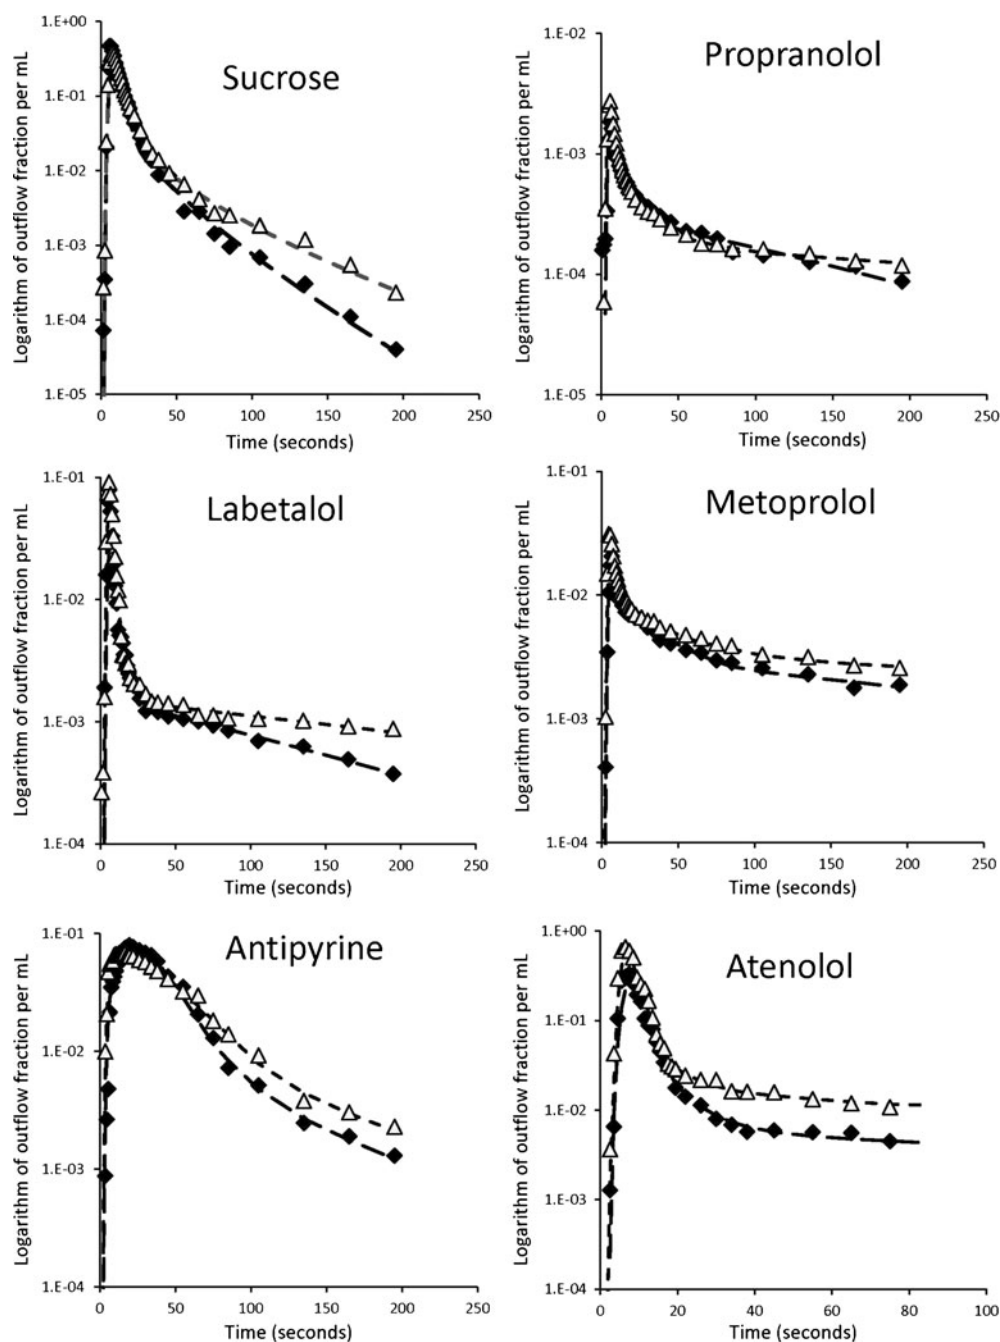 Sucrose
Logarithm of outflow fraction per mL
1.E+00
1.E-01
1.E-02
1.E-03
1.E-04
1.E-05
0 50 100 150 200 250
Time (seconds)
Propranolol
Logarithm of outflow fraction per mL
1.E-02
1.E-03
1.E-04
1.E-05
0 50 100 150 200 250
Time (seconds)
Labetalol
Logarithm of outflow fraction per mL
1.E-01
1.E-02
1.E-03
1.E-04
0 50 100 150 200 250
Time (seconds)
Metoprolol
Logarithm of outflow fraction per mL
1.E-01
1.E-02
1.E-03
1.E-04
0 50 100 150 200 250
Time (seconds)
Antipyrine
Logarithm of outflow fraction per mL
1.E-01
1.E-02
1.E-03
1.E-04
0 50 100 150 200 250
Time (seconds)
Atenolol
Logarithm of outflow fraction per mL
1.E+00
1.E-01
1.E-02
1.E-03
1.E-04
0 20 40 60 80 100
Time (seconds)